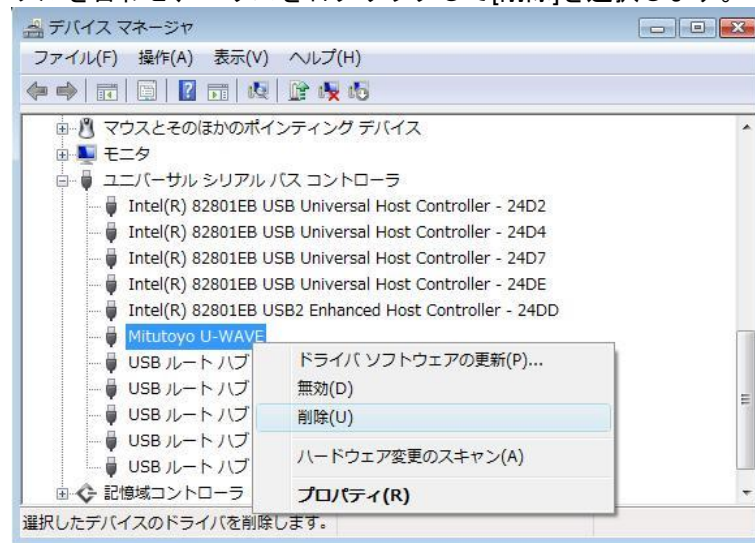 を選択します。
デバイス マネージャ
ファイル(F) 操作(A) 表示(V) ヘルプ(H)
マウスとそのほかのポインティング デバイス
モニタ
ユニバーサル シリアル バス コントローラ
Intel(R) 82801EB USB Universal Host Controller - 24D2
Intel(R) 82801EB USB Universal Host Controller - 24D4
Intel(R) 82801EB USB Universal Host Controller - 24D7
Intel(R) 82801EB USB Universal Host Controller - 24DE
Intel(R) 82801EB USB2 Enhanced Host Controller - 24DD
Mitutoyo U-WAVE
USB ルート ハブ
USB ルート ハブ
USB ルート ハブ
USB ルート ハブ
USB ルート ハブ
記憶域コントローラ
ドライバ ソフトウェアの更新(P)...
無効(D)
削除(U)
ハードウェア変更のスキャン(A)
プロパティ(R)
選択したデバイスのドライバを削除します。